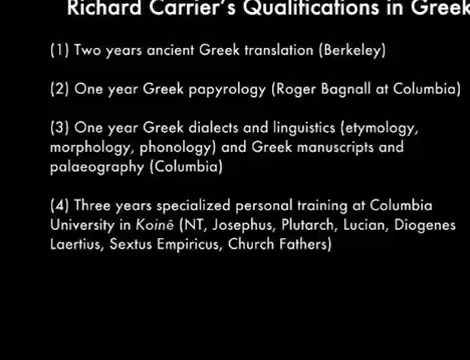 Richard Carrier's Qualifications in Greek
(1) Two years ancient Greek translation (Berkeley)
(2) One year Greek papyrology (Roger Bagnall at Columbia)
(3) One year Greek dialects and linguistics (etymology,
morphology, phonology) and Greek manuscripts and
palaeography (Columbia)
(4) Three years specialized personal training at Columbia
University in Koinê (NT, Josephus, Plutarch, Lucian, Diogenes
Laertius, Sextus Empiricus, Church Fathers)